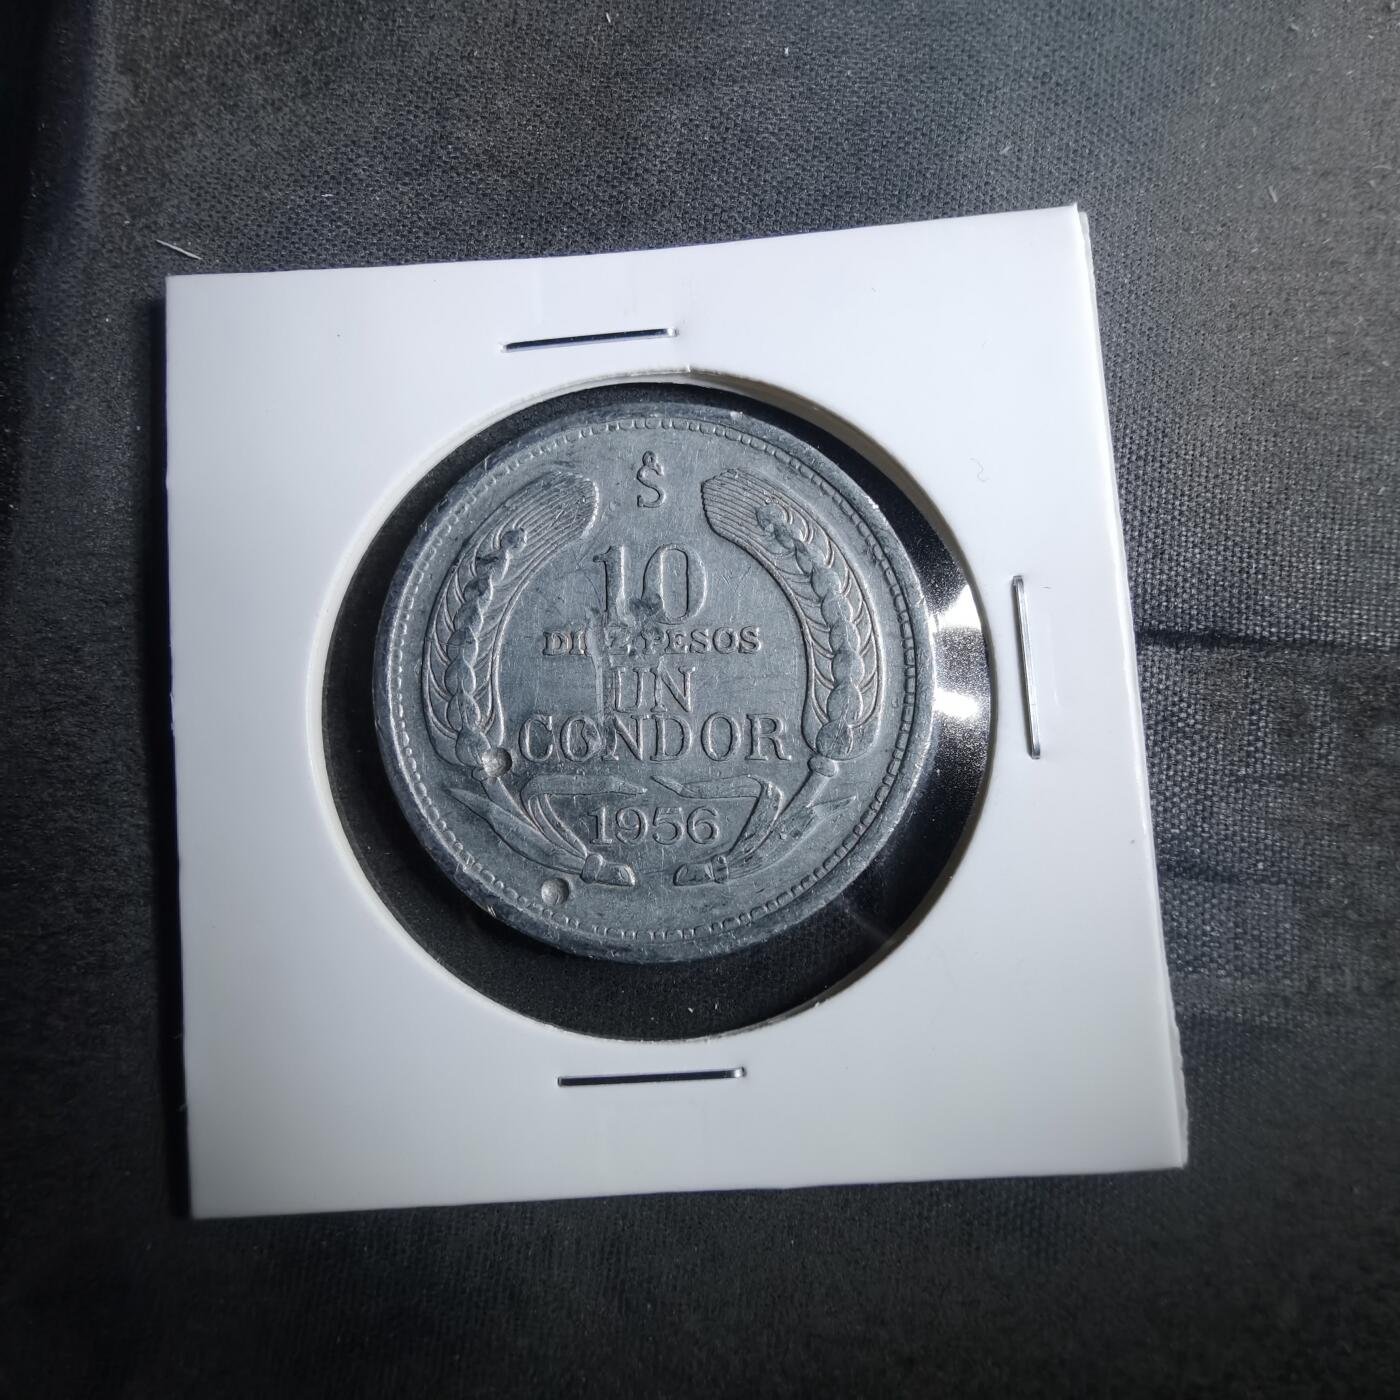 S°
10
DIEZ PESOS
UN
CONDOR
1956